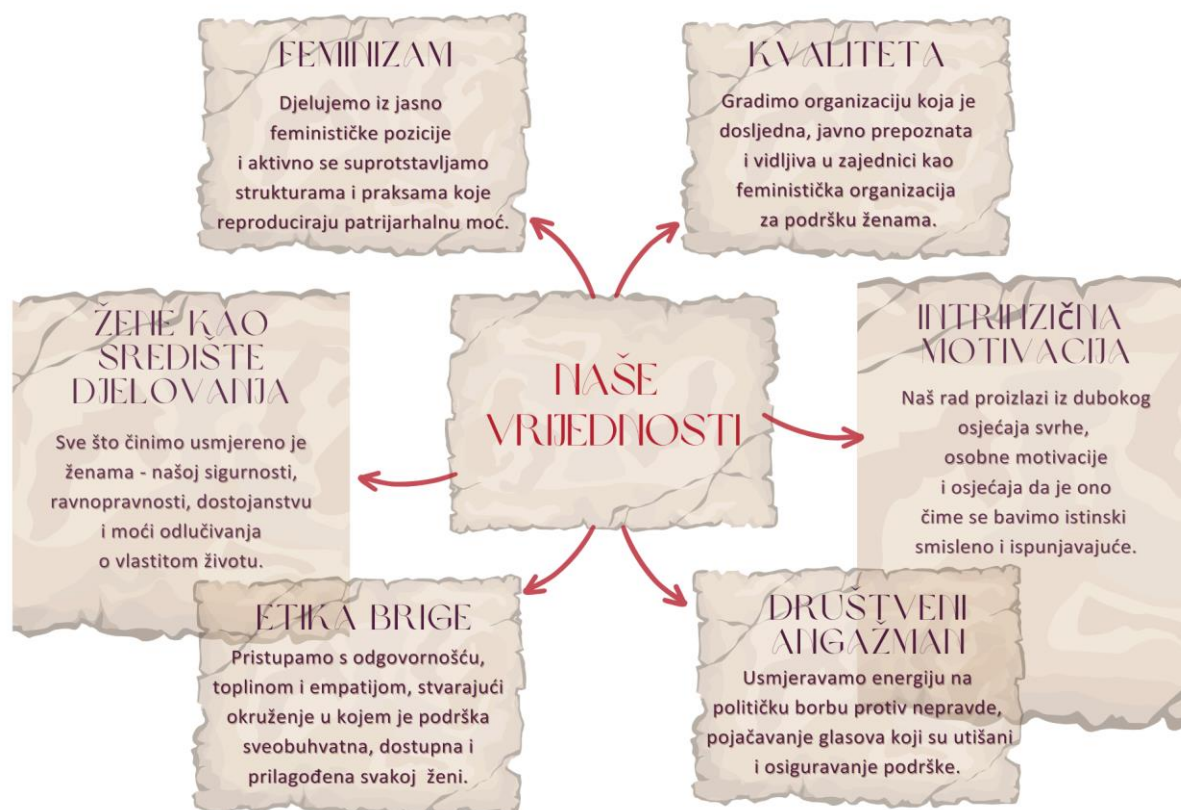 FEMINIZAM
Djelujemo iz jasno
feminističke pozicije
i aktivno se suprotstavljamo
strukturama i praksama koje
reproduciraju patrijarhalnu moć.
KVALITETA
Gradimo organizaciju koja je
dosljedna, javno prepoznata
i vidljiva u zajednici kao
feministička organizacija
za podršku ženama.
ŽENE KAO
SREDIŠTE
DJELOVANJA
Sve što činimo usmjereno je
ženama - našoj sigurnosti,
ravnopravnosti, dostojanstvu
i moći odlučivanja
o vlastitom životu.
NAŠE
VRIJEDNOSTI
INTRINZIČNA
MOTIVACIJA
Naš rad proizlazi iz dubokog
osjećaja svrhe,
osobne motivacije
i osjećaja da je ono
čime se bavimo istinski
smisleno i ispunjavajuće.
ETIKA BRIGE
Pristupamo s odgovornošću,
toplinom i empatijom, stvarajući
okruženje u kojem je podrška
sveobuhvatna, dostupna i
prilagođena svakoj ženi.
DRUŠTVENI
ANGAŽMAN
Usmjeravamo energiju na
političku borbu protiv nepravde,
pojačavanje glasova koji su utišani
i osiguravanje podrške.